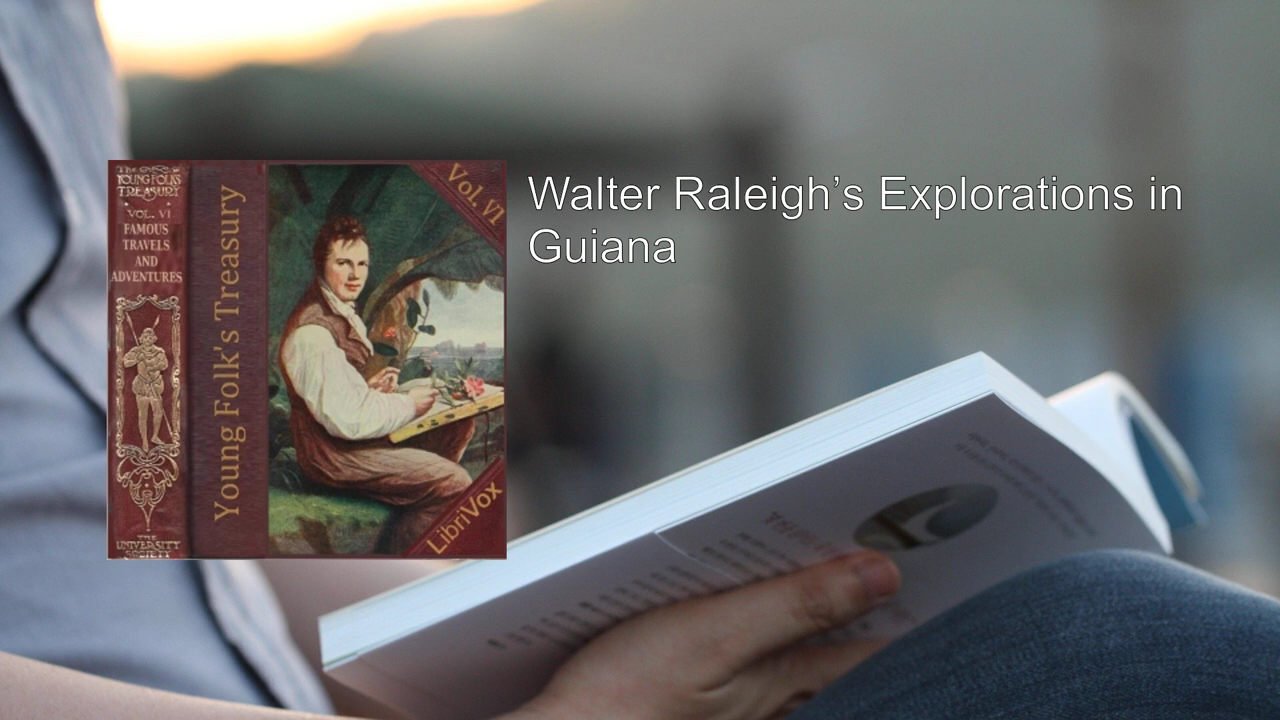 THE
YOUNG FOLKS
TREASURY
VOL. VI
FAMOUS
TRAVELS
AND
ADVENTURES
THE
UNIVERSITY
SOCIETY
Young Folk's Treasury
Vol. VI
LibriVox
Walter Raleigh’s Explorations in
Guiana